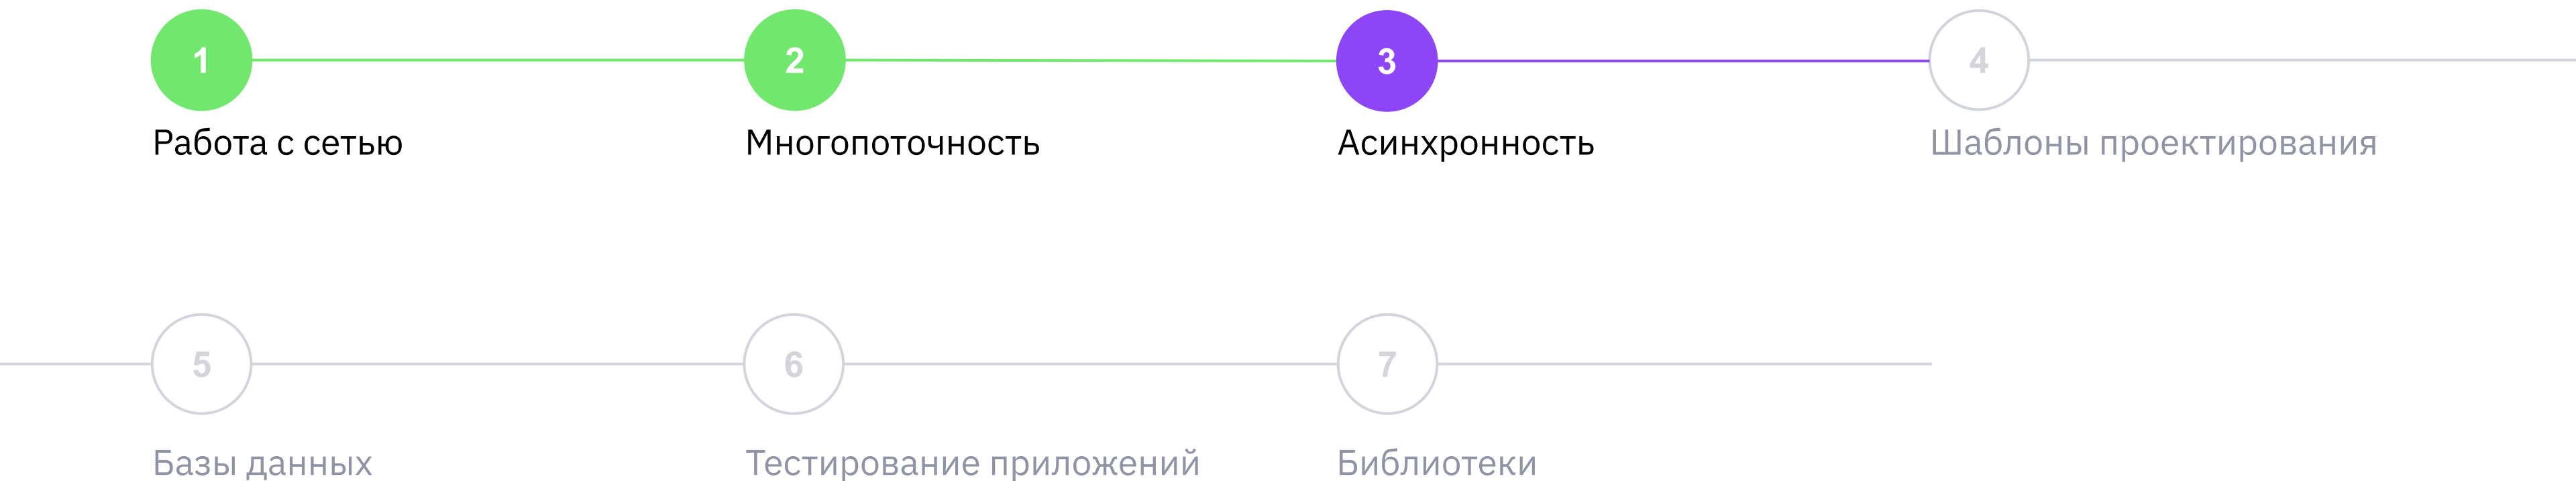 1 2 3 4
Работа с сетью Многопоточность Асинхронность Шаблоны проектирования
5 6 7
Базы данных Тестирование приложений Библиотеки